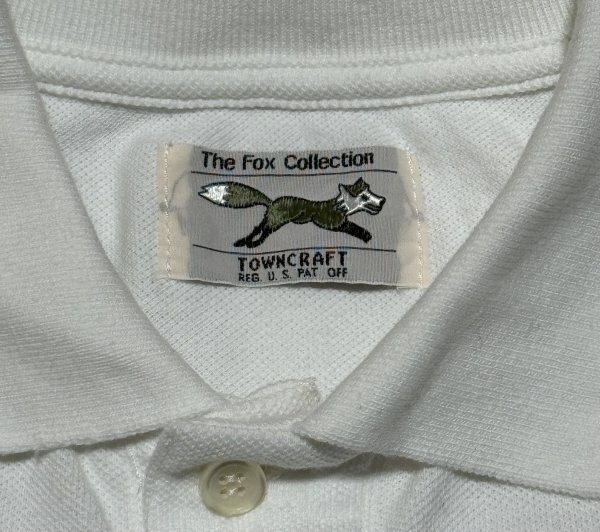 The Fox Collection
TOWNCRAFT
REG. U. S. PAT. OFF